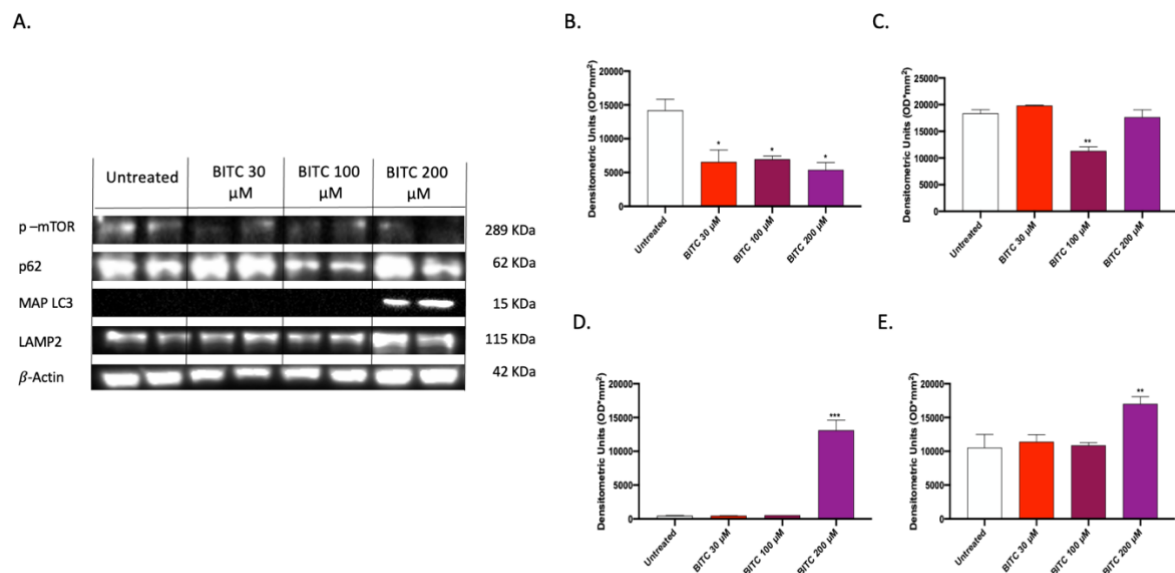 A.
Untreated
BITC 30 µM
BITC 100 µM
BITC 200 µM
p –mTOR
289 KDa
p62
62 KDa
MAP LC3
15 KDa
LAMP2
115 KDa
β-Actin
42 KDa
B.
Densitometric Units (OD*mm²)
20000
15000
10000
5000
0
*
*
*
Untreated
BITC 30 µM
BITC 100 µM
BITC 200 µM
C.
Densitometric Units (OD*mm²)
25000
20000
15000
10000
5000
0
**
Untreated
BITC 30 µM
BITC 100 µM
BITC 200 µM
D.
Densitometric Units (OD*mm²)
20000
15000
10000
5000
0
***
Untreated
BITC 30 µM
BITC 100 µM
BITC 200 µM
E.
Densitometric Units (OD*mm²)
20000
15000
10000
5000
0
**
Untreated
BITC 30 µM
BITC 100 µM
BITC 200 µM